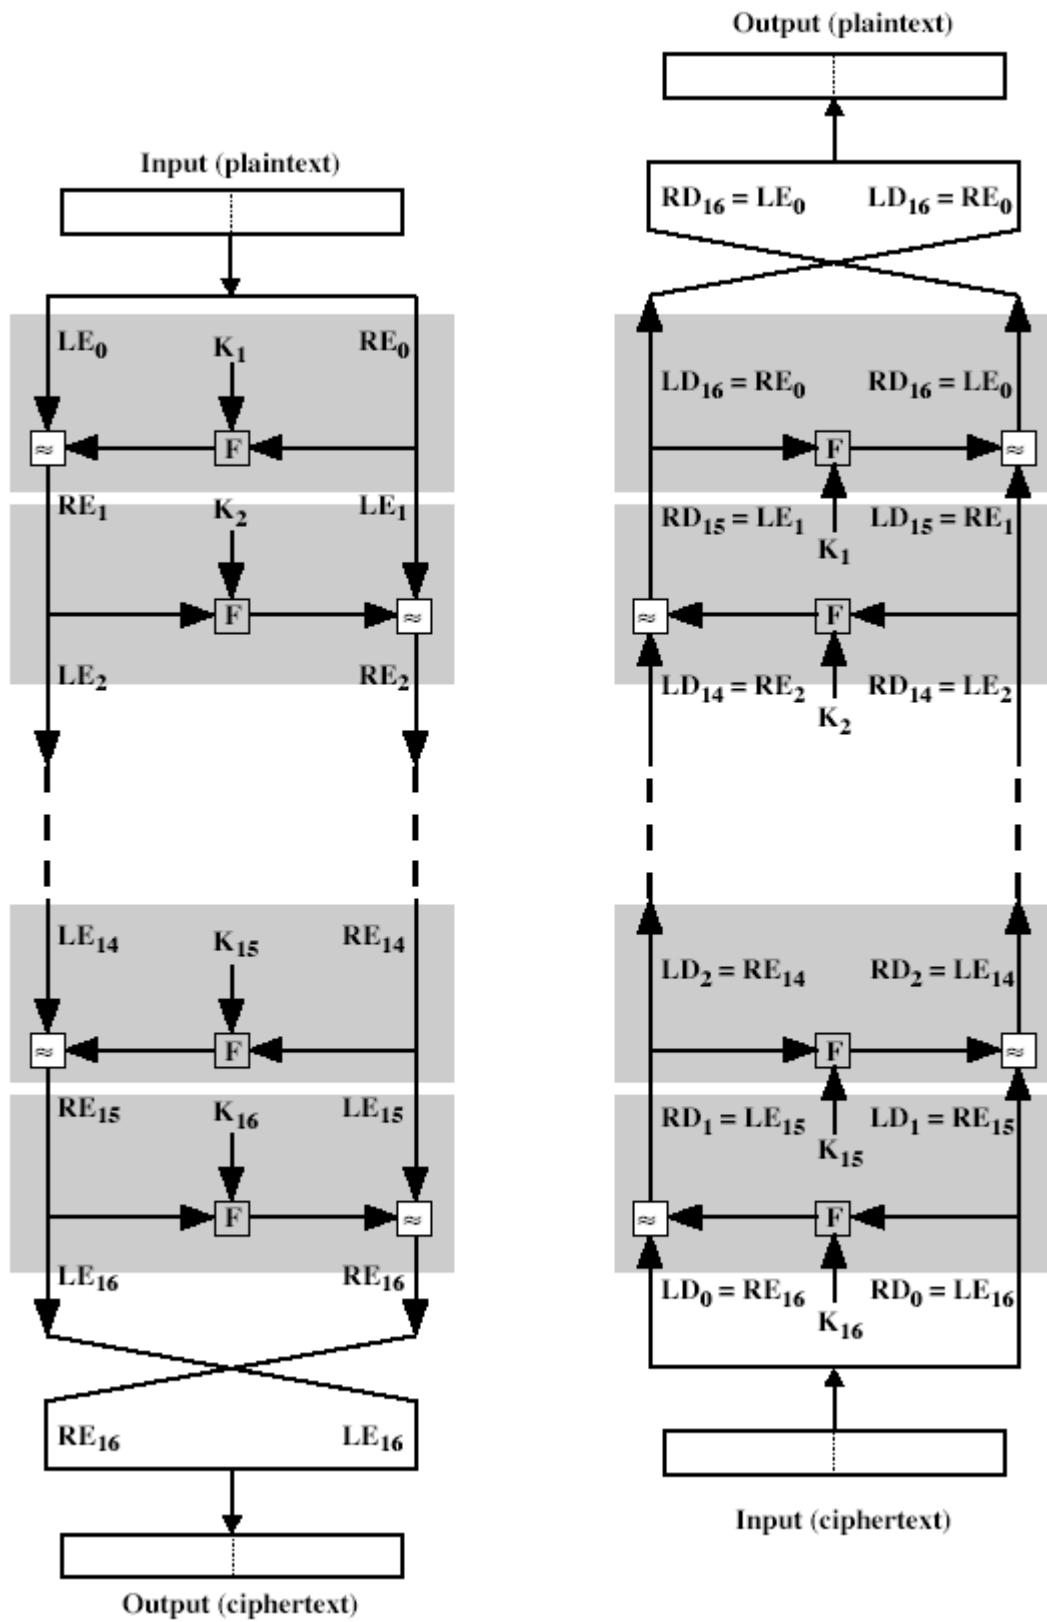 Input (plaintext)
LE₀ K₁ RE₀
≈ F
RE₁ K₂ LE₁
F ≈
LE₂ RE₂
LE₁₄ K₁₅ RE₁₄
≈ F
RE₁₅ K₁₆ LE₁₅
F ≈
LE₁₆ RE₁₆
RE₁₆ LE₁₆
Output (ciphertext)
Output (plaintext)
RD₁₆ = LE₀ LD₁₆ = RE₀
LD₁₆ = RE₀ RD₁₆ = LE₀
F ≈
RD₁₅ = LE₁ LD₁₅ = RE₁
K₁
≈ F
LD₁₄ = RE₂ RD₁₄ = LE₂
K₂
LD₂ = RE₁₄ RD₂ = LE₁₄
F ≈
RD₁ = LE₁₅ LD₁ = RE₁₅
K₁₅
≈ F
LD₀ = RE₁₆ RD₀ = LE₁₆
K₁₆
Input (ciphertext)